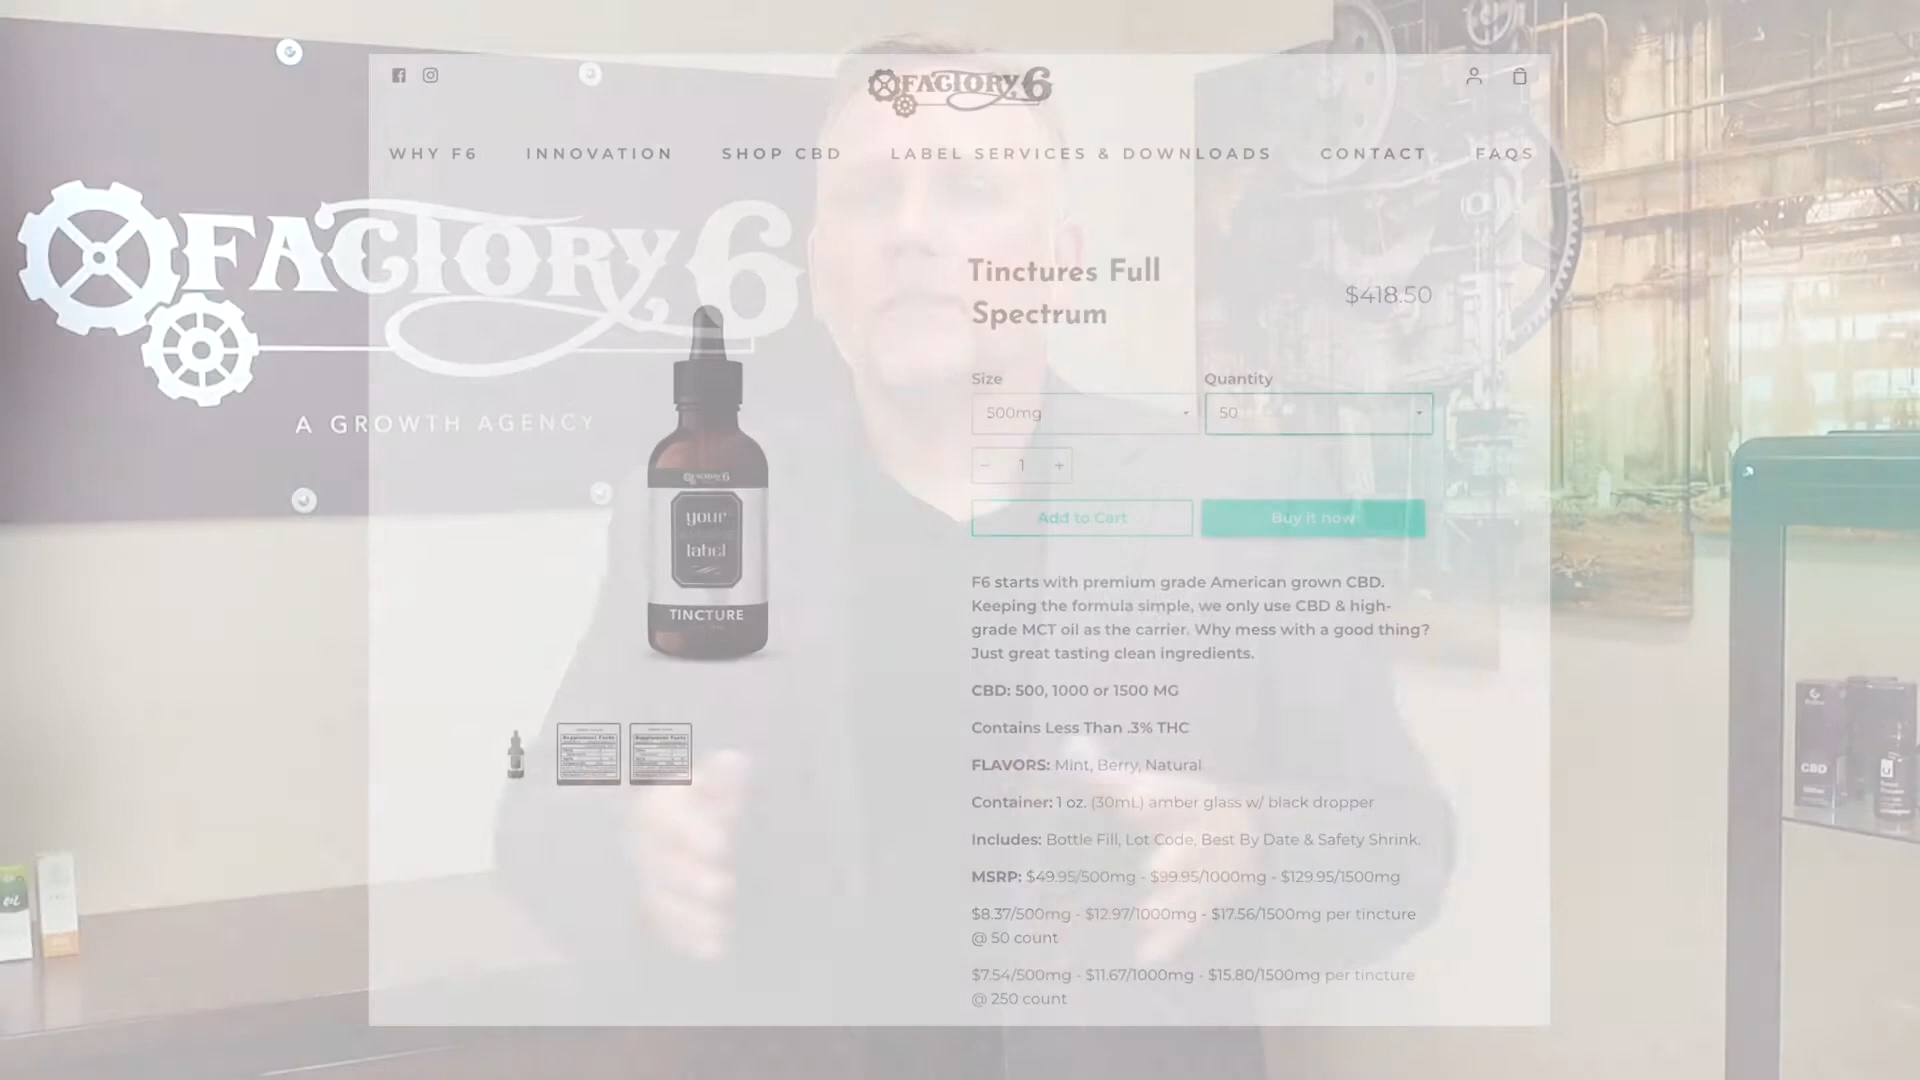 FACTORY 6
WHY F6 INNOVATION SHOP CBD LABEL SERVICES & DOWNLOADS CONTACT FAQS
FACTORY 6
A GROWTH AGENCY
FACTORY 6
your
label
TINCTURE
Supplement Facts
Supplement Facts
Tinctures Full
Spectrum
$418.50
Size Quantity
500mg 50
− 1 +
Add to Cart Buy it now
F6 starts with premium grade American grown CBD.
Keeping the formula simple, we only use CBD & high-
grade MCT oil as the carrier. Why mess with a good thing?
Just great tasting clean ingredients.
CBD: 500, 1000 or 1500 MG
Contains Less Than .3% THC
FLAVORS: Mint, Berry, Natural
Container: 1 oz. (30mL) amber glass w/ black dropper
Includes: Bottle Fill, Lot Code, Best By Date & Safety Shrink.
MSRP: $49.95/500mg - $99.95/1000mg - $129.95/1500mg
$8.37/500mg - $12.97/1000mg - $17.56/1500mg per tincture
@ 50 count
$7.54/500mg - $11.67/1000mg - $15.80/1500mg per tincture
@ 250 count
CBD
oil